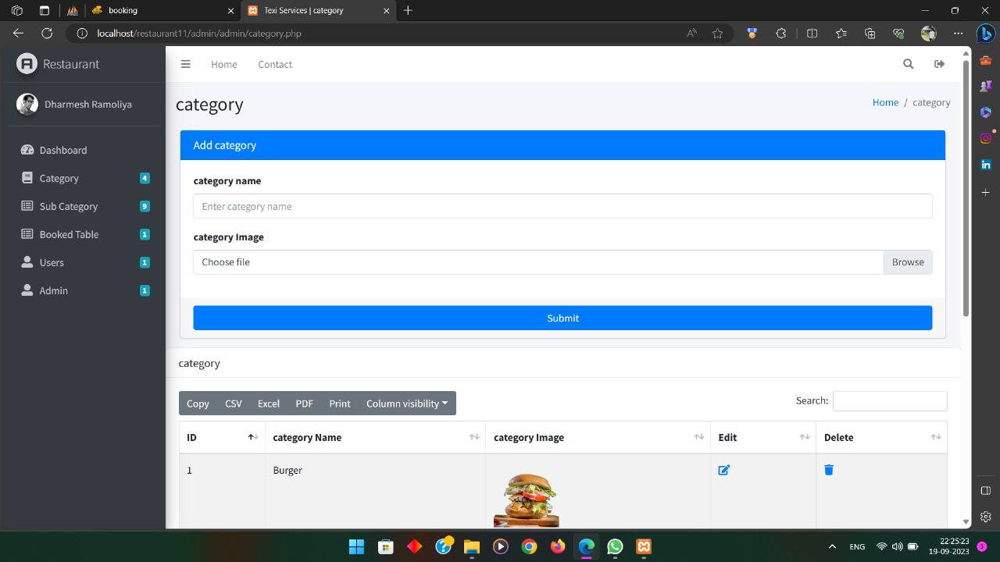 booking
Texi Services | category
localhost/restaurant11/admin/admin/category.php
Restaurant
Home
Contact
Dharmesh Ramoliya
category
Home / category
Dashboard
Category 4
Sub Category 9
Booked Table 1
Users 1
Admin 1
Add category
category name
Enter category name
category Image
Choose file
Browse
Submit
category
Copy CSV Excel PDF Print Column visibility
Search:
ID category Name category Image Edit Delete
1 Burger
ENG
22:25:23
19-09-2023
3